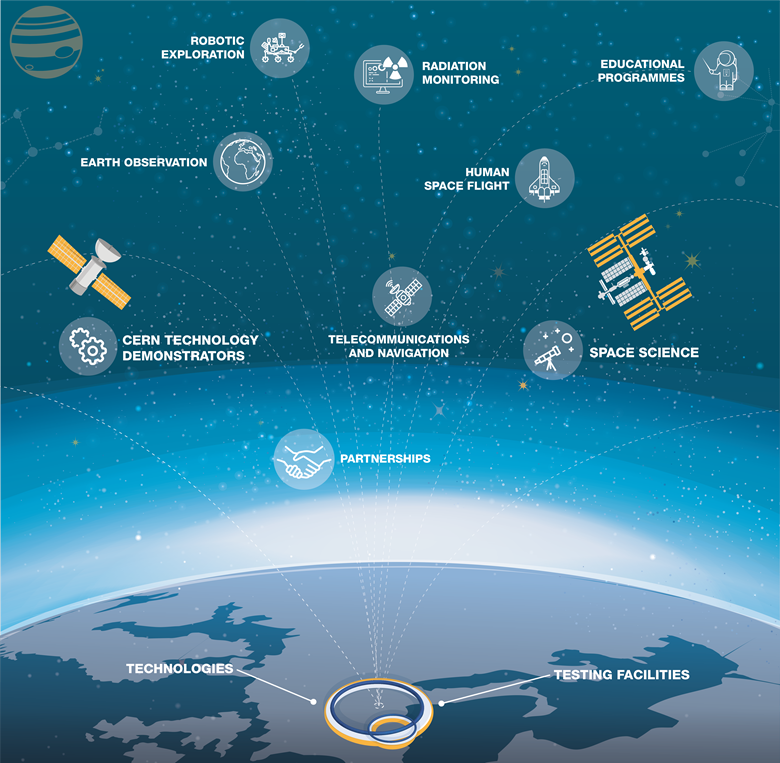 ROBOTIC
EXPLORATION
RADIATION
MONITORING
EDUCATIONAL
PROGRAMMES
EARTH OBSERVATION
HUMAN
SPACE FLIGHT
CERN TECHNOLOGY
DEMONSTRATORS
TELECOMMUNICATIONS
AND NAVIGATION
SPACE SCIENCE
PARTNERSHIPS
TECHNOLOGIES
TESTING FACILITIES